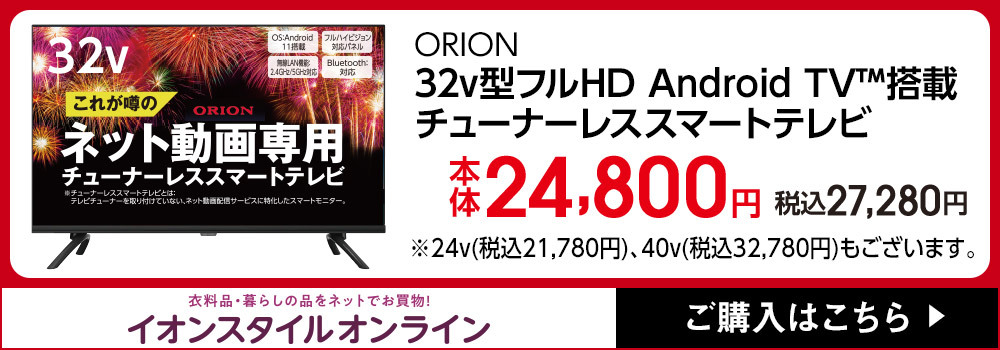 32v
OS:Android
11搭載
フルハイビジョン
対応パネル
無線LAN機能:
2.4GHz/5GHz対応
Bluetooth:
対応
これが噂の
ORION
ネット動画専用
チューナーレススマートテレビ
※チューナーレススマートテレビとは:
テレビチューナーを取り付けていない、ネット動画配信サービスに特化したスマートモニター。
ORION
32v型フルHD Android TV™搭載
チューナーレススマートテレビ
本体24,800円 税込27,280円
※24v(税込21,780円)、40v(税込32,780円)もございます。
衣料品・暮らしの品をネットでお買物!
イオンスタイルオンライン
ご購入はこちら▶